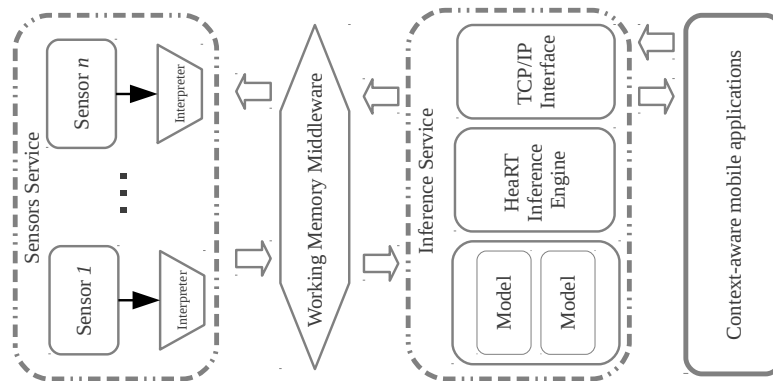 Sensors Service
Sensor 1
Interpreter
Sensor n
Interpreter
Working Memory Middleware
Inference Service
Model
Model
HeaRT
Inference
Engine
TCP/IP
Interface
Context-aware mobile applications